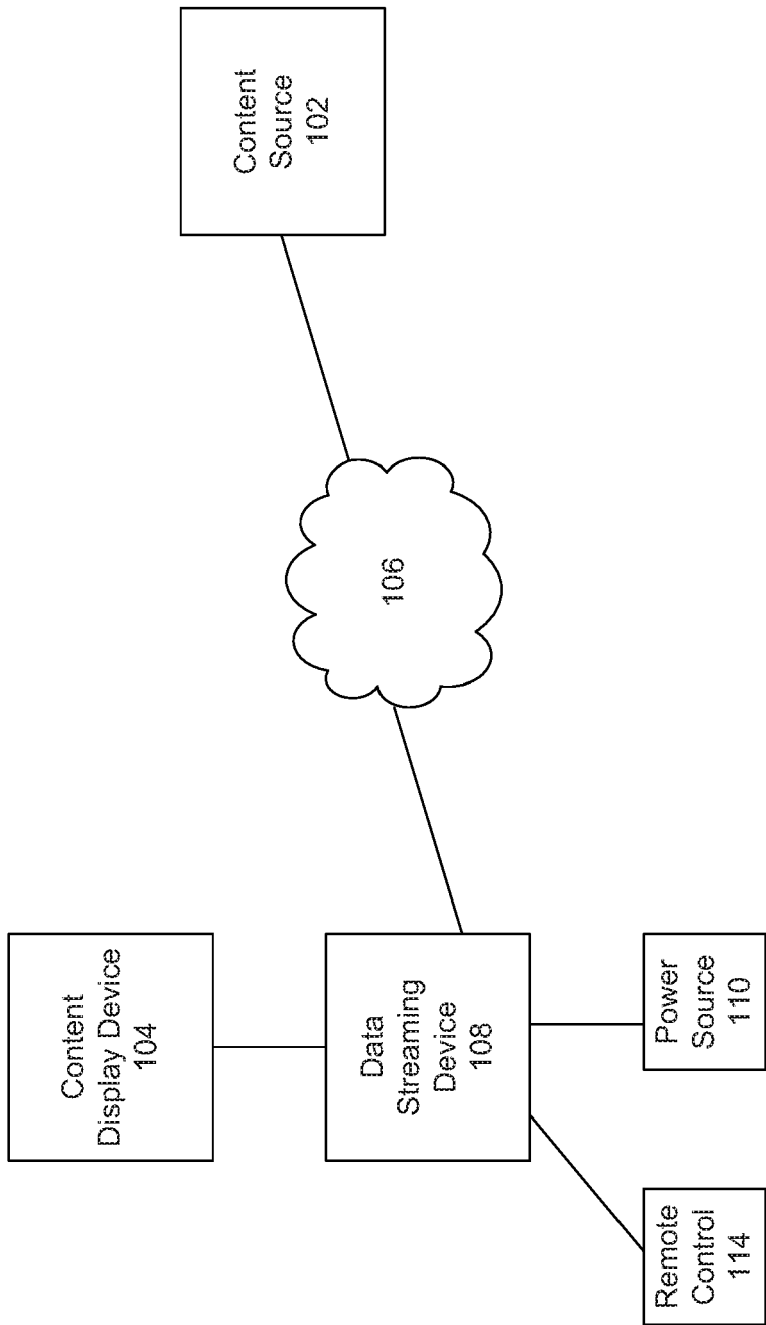 Content
Display Device
104
Data
Streaming
Device
108
Remote
Control
114
Power
Source
110
106
Content
Source
102